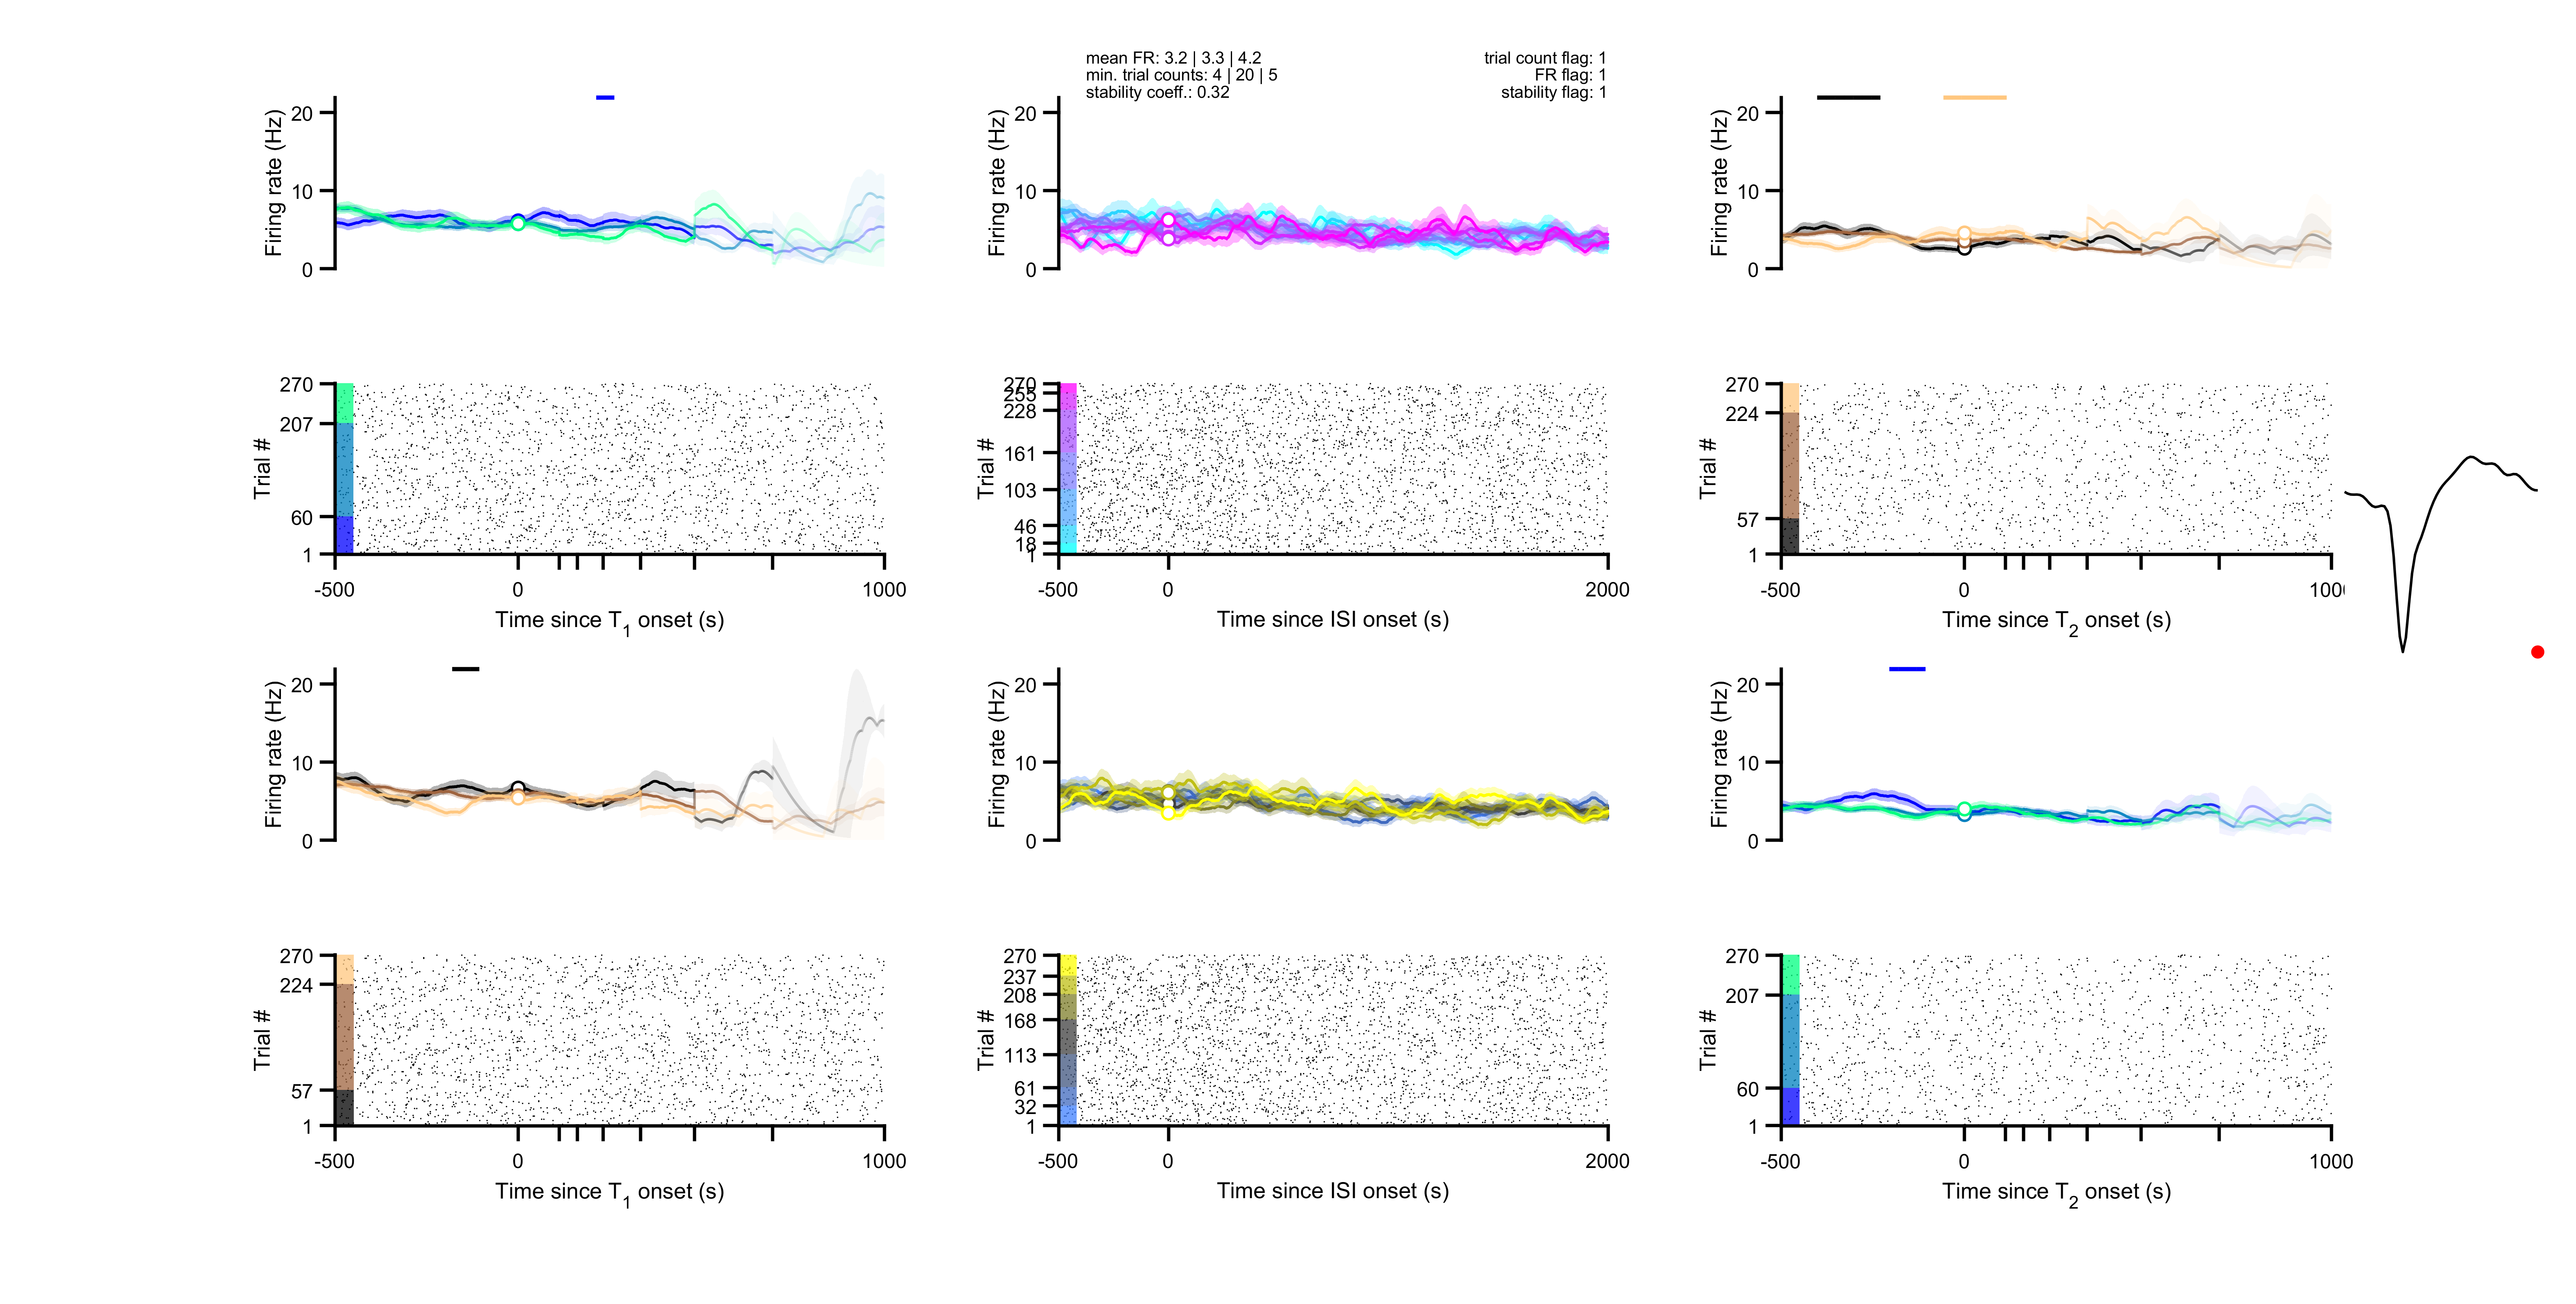 mean FR: 3.2 | 3.3 | 4.2
min. trial counts: 4 | 20 | 5
stability coeff.: 0.32
trial count flag: 1
FR flag: 1
stability flag: 1
Firing rate (Hz)
20
10
0
Firing rate (Hz)
20
10
0
Firing rate (Hz)
20
10
0
Trial #
270
207
60
1
-500
0
1000
Time since T1 onset (s)
Trial #
270
255
228
161
103
46
18
1
-500
0
2000
Time since ISI onset (s)
Trial #
270
224
57
1
-500
0
1000
Time since T2 onset (s)
Firing rate (Hz)
20
10
0
Firing rate (Hz)
20
10
0
Firing rate (Hz)
20
10
0
Trial #
270
224
57
1
-500
0
1000
Time since T1 onset (s)
Trial #
270
237
208
168
113
61
32
1
-500
0
2000
Time since ISI onset (s)
Trial #
270
207
60
1
-500
0
1000
Time since T2 onset (s)